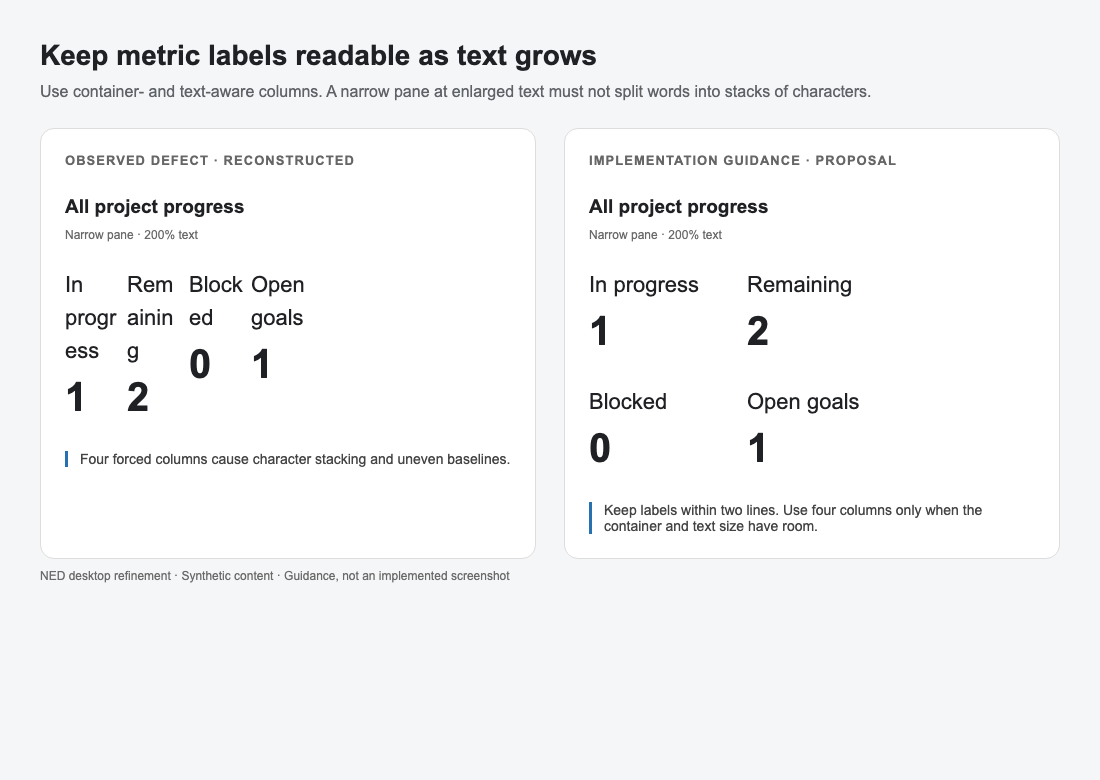 Keep metric labels readable as text grows
Use container- and text-aware columns. A narrow pane at enlarged text must not split words into stacks of characters.
OBSERVED DEFECT · RECONSTRUCTED
All project progress
Narrow pane · 200% text
In
progr
ess
1
Rem
ainin
g
2
Block
ed
0
Open
goals
1
Four forced columns cause character stacking and uneven baselines.
IMPLEMENTATION GUIDANCE · PROPOSAL
All project progress
Narrow pane · 200% text
In progress
1
Remaining
2
Blocked
0
Open goals
1
Keep labels within two lines. Use four columns only when the
container and text size have room.
NED desktop refinement · Synthetic content · Guidance, not an implemented screenshot